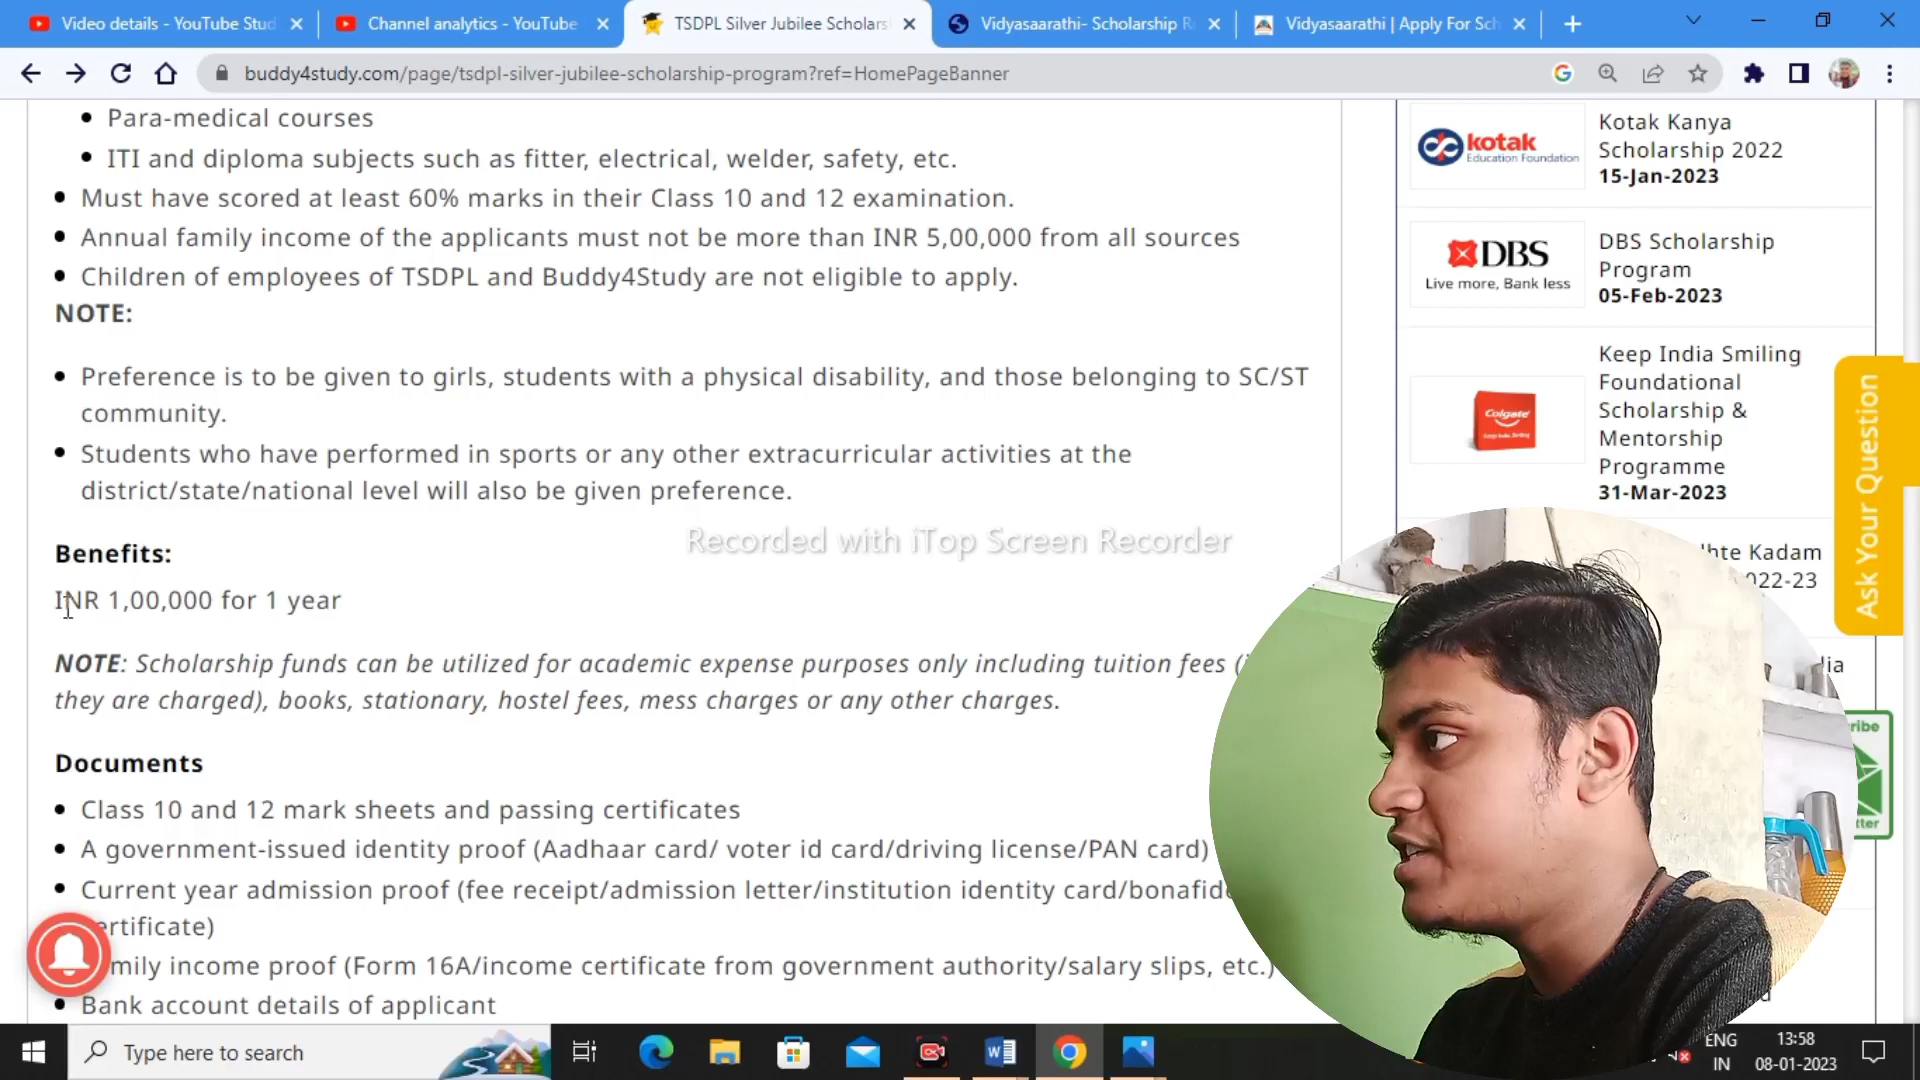 Video details - YouTube Stud
Channel analytics - YouTube
TSDPL Silver Jubilee Scholars
Vidyasaarathi- Scholarship R
Vidyasaarathi | Apply For Sch
buddy4study.com/page/tsdpl-silver-jubilee-scholarship-program?ref=HomePageBanner
Para-medical courses
ITI and diploma subjects such as fitter, electrical, welder, safety, etc.
Must have scored at least 60% marks in their Class 10 and 12 examination.
Annual family income of the applicants must not be more than INR 5,00,000 from all sources
Children of employees of TSDPL and Buddy4Study are not eligible to apply.
NOTE:
Preference is to be given to girls, students with a physical disability, and those belonging to SC/ST
community.
Students who have performed in sports or any other extracurricular activities at the
district/state/national level will also be given preference.
Recorded with iTop Screen Recorder
Benefits:
INR 1,00,000 for 1 year
NOTE: Scholarship funds can be utilized for academic expense purposes only including tuition fees (
they are charged), books, stationary, hostel fees, mess charges or any other charges.
Documents
Class 10 and 12 mark sheets and passing certificates
A government-issued identity proof (Aadhaar card/ voter id card/driving license/PAN card)
Current year admission proof (fee receipt/admission letter/institution identity card/bonafid
ertificate)
mily income proof (Form 16A/income certificate from government authority/salary slips, etc.)
Bank account details of applicant
kotak
Education Foundation
Kotak Kanya
Scholarship 2022
15-Jan-2023
DBS
Live more, Bank less
DBS Scholarship
Program
05-Feb-2023
Colgate
Keep India Smiling
Keep India Smiling
Foundational
Scholarship &
Mentorship
Programme
31-Mar-2023
hte Kadam
022-23
ia
Ask Your Question
ribe
tter
Type here to search
ENG
IN
13:58
08-01-2023